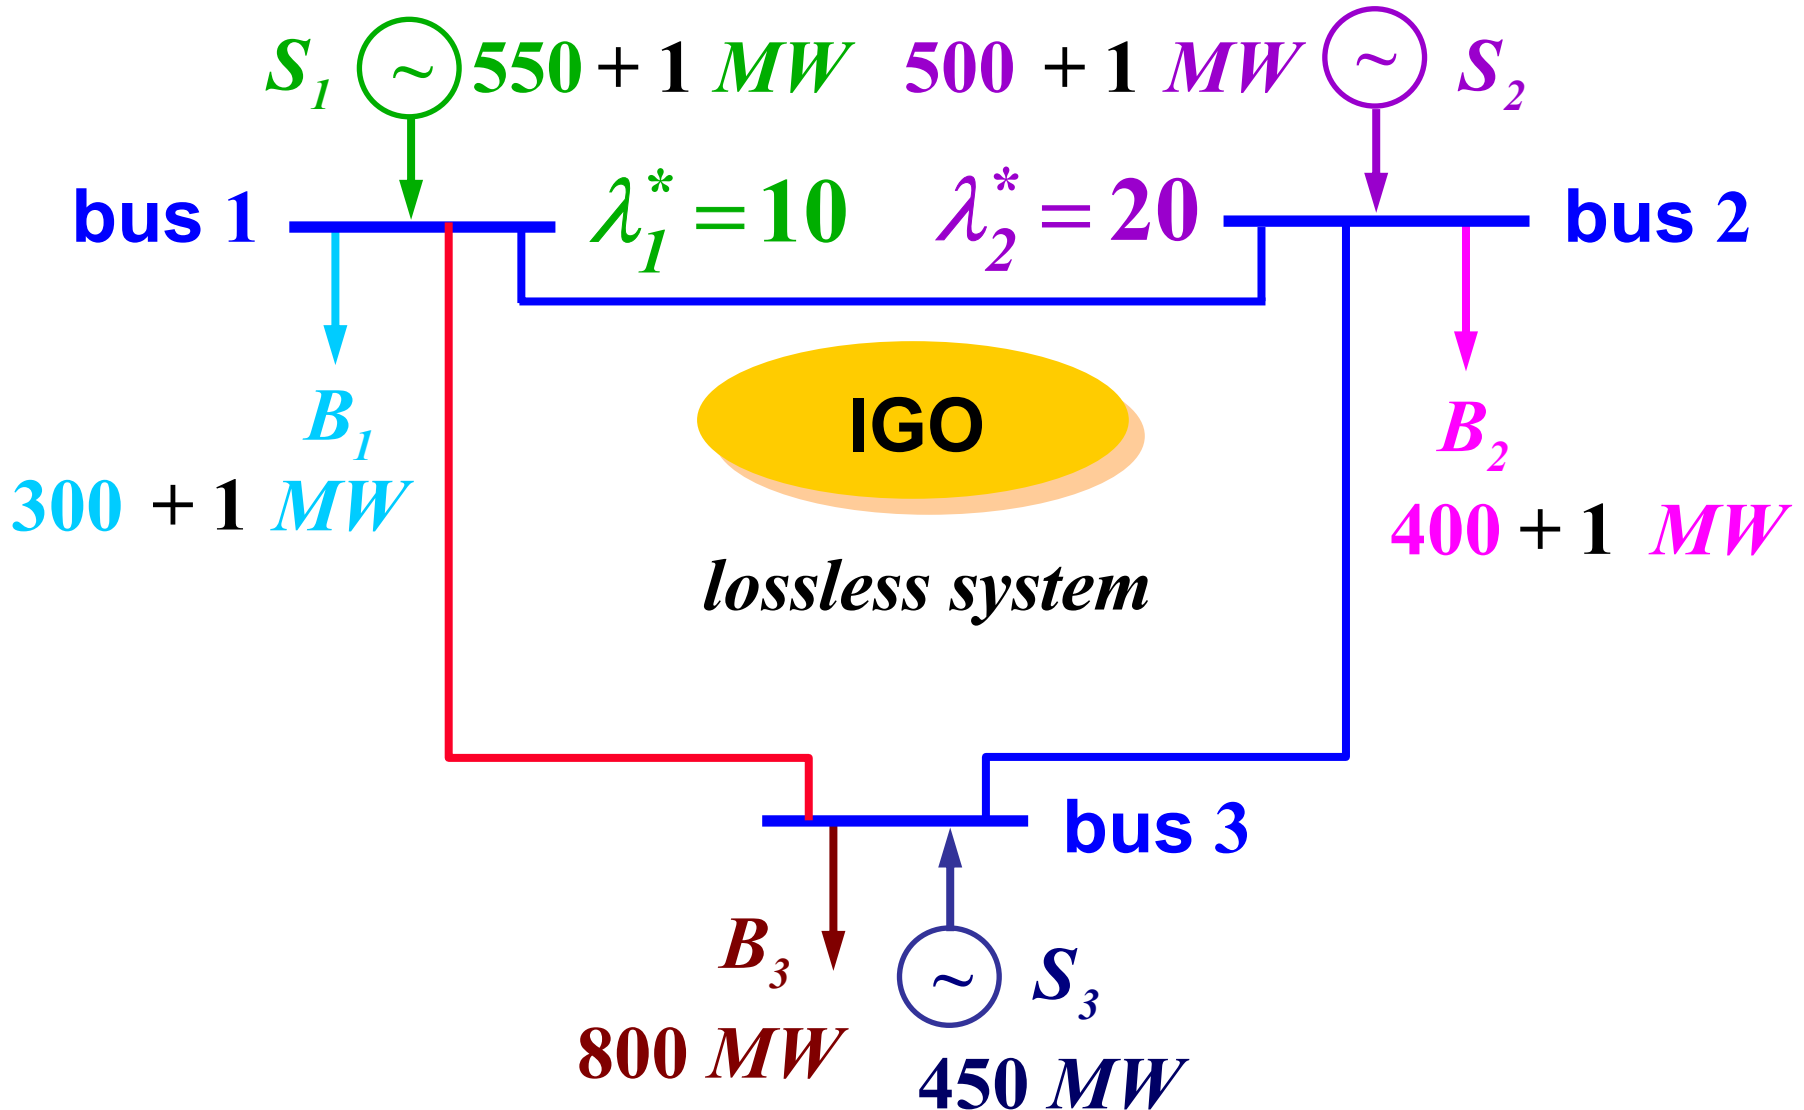 S₁ ~ 550 + 1 MW 500 + 1 MW ~ S₂
bus 1 λ₁* = 10 λ₂* = 20 bus 2
IGO
B₁ B₂
300 + 1 MW 400 + 1 MW
lossless system
bus 3
B₃ ~ S₃
800 MW 450 MW